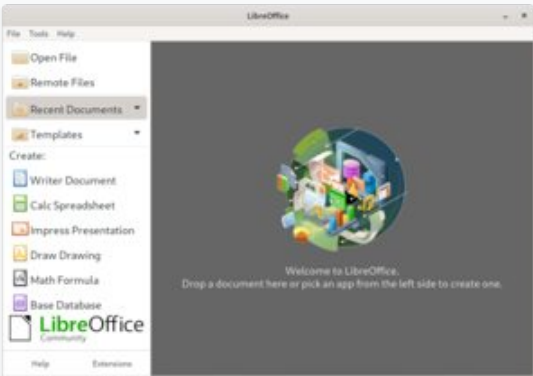 LibreOffice
File Tools Help
Open File
Remote Files
Recent Documents
Templates
Create:
Writer Document
Calc Spreadsheet
Impress Presentation
Draw Drawing
Math Formula
Base Database
LibreOffice
Community
Help Extensions
Welcome to LibreOffice.
Drop a document here or pick an app from the left side to create one.